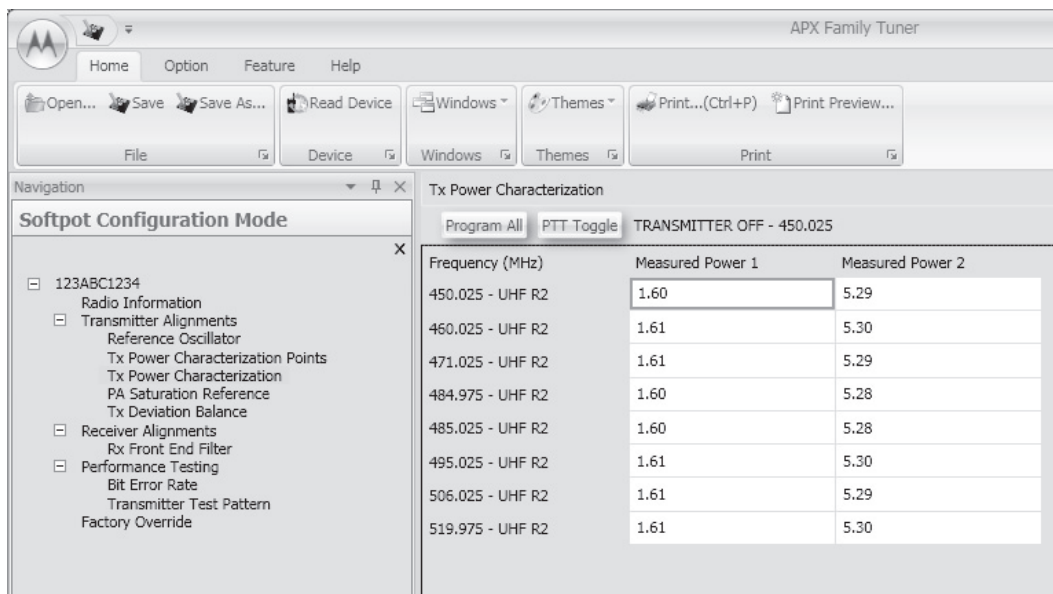 APX Family Tuner
Home Option Feature Help
Open... Save Save As... Read Device Windows Themes Print...(Ctrl+P) Print Preview...
File Device Windows Themes Print
Navigation
Softpot Configuration Mode
123ABC1234
Radio Information
Transmitter Alignments
Reference Oscillator
Tx Power Characterization Points
Tx Power Characterization
PA Saturation Reference
Tx Deviation Balance
Receiver Alignments
Rx Front End Filter
Performance Testing
Bit Error Rate
Transmitter Test Pattern
Factory Override
Tx Power Characterization
Program All PTT Toggle TRANSMITTER OFF - 450.025
Frequency (MHz) Measured Power 1 Measured Power 2
450.025 - UHF R2 1.60 5.29
460.025 - UHF R2 1.61 5.30
471.025 - UHF R2 1.61 5.29
484.975 - UHF R2 1.60 5.28
485.025 - UHF R2 1.60 5.28
495.025 - UHF R2 1.61 5.30
506.025 - UHF R2 1.61 5.29
519.975 - UHF R2 1.61 5.30